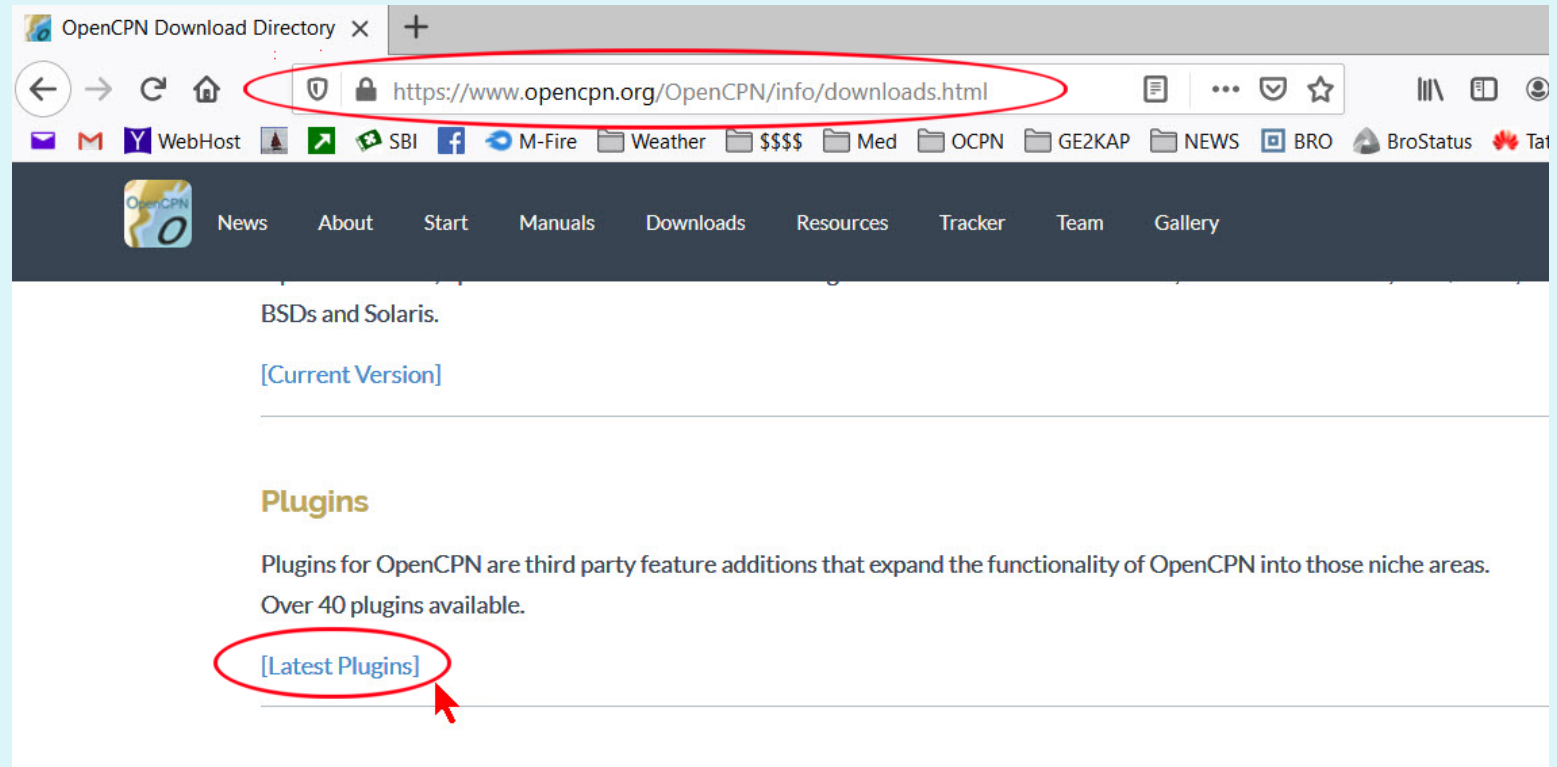 OpenCPN Download Directory
https://www.opencpn.org/OpenCPN/info/downloads.html
WebHost SBI M-Fire Weather $$$$ Med OCPN GE2KAP NEWS BRO BroStatus Tat
OpenCPN News About Start Manuals Downloads Resources Tracker Team Gallery
BSDs and Solaris.
[Current Version]
Plugins
Plugins for OpenCPN are third party feature additions that expand the functionality of OpenCPN into those niche areas.
Over 40 plugins available.
[Latest Plugins]